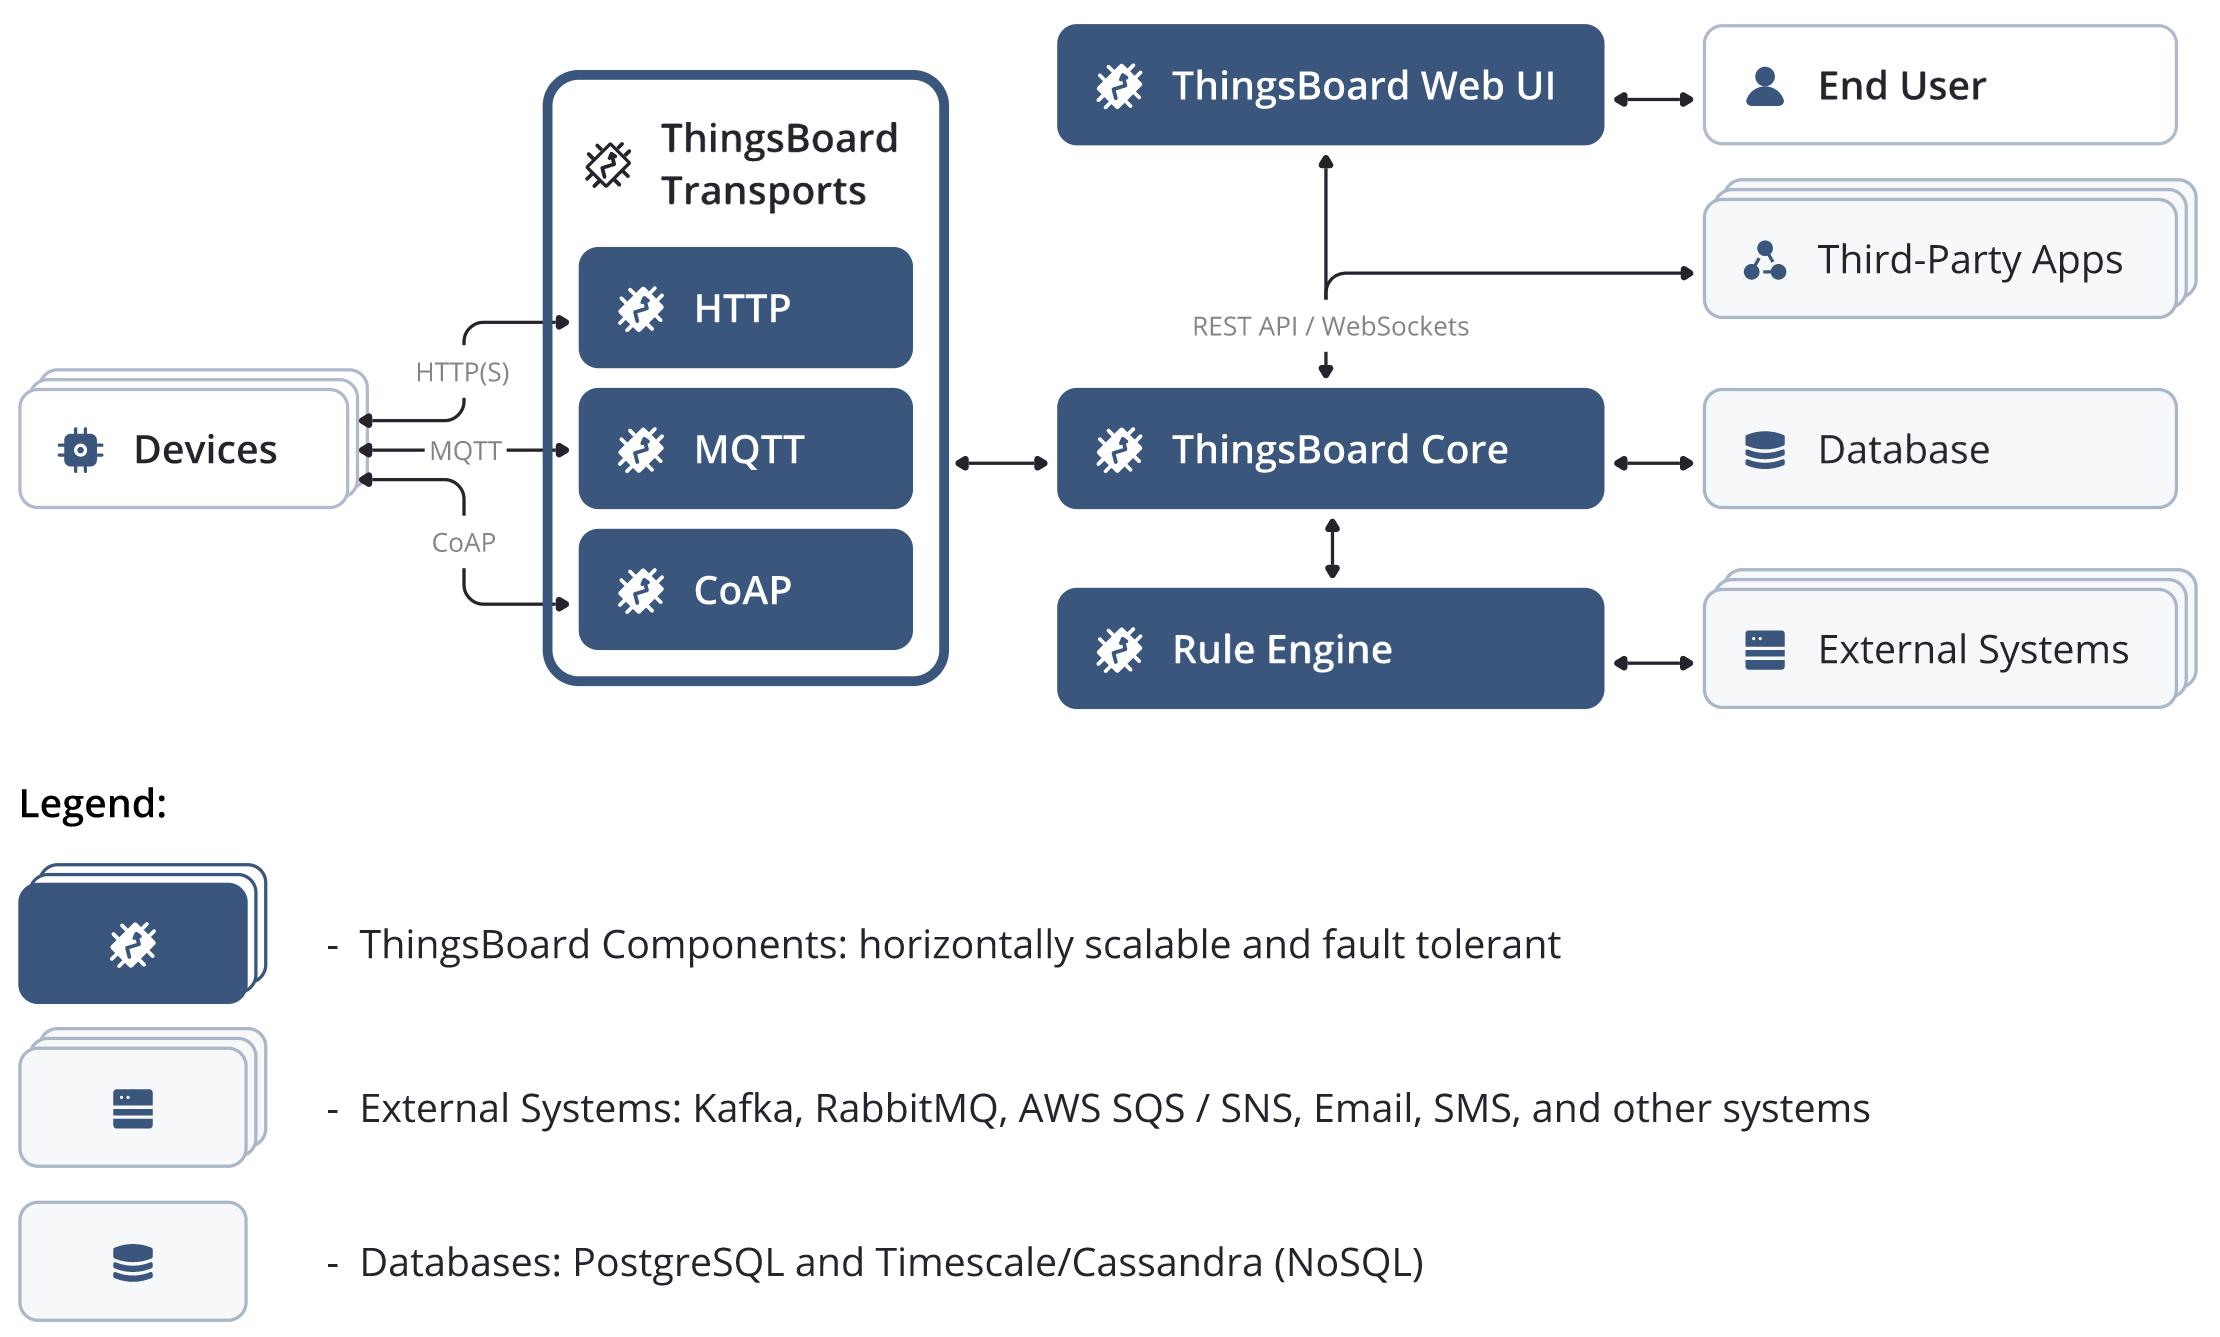 ThingsBoard
Transports
HTTP
MQTT
CoAP
Devices
HTTP(S)
MQTT
CoAP
ThingsBoard Web UI
End User
Third-Party Apps
REST API / WebSockets
ThingsBoard Core
Database
Rule Engine
External Systems
Legend:
- ThingsBoard Components: horizontally scalable and fault tolerant
- External Systems: Kafka, RabbitMQ, AWS SQS / SNS, Email, SMS, and other systems
- Databases: PostgreSQL and Timescale/Cassandra (NoSQL)